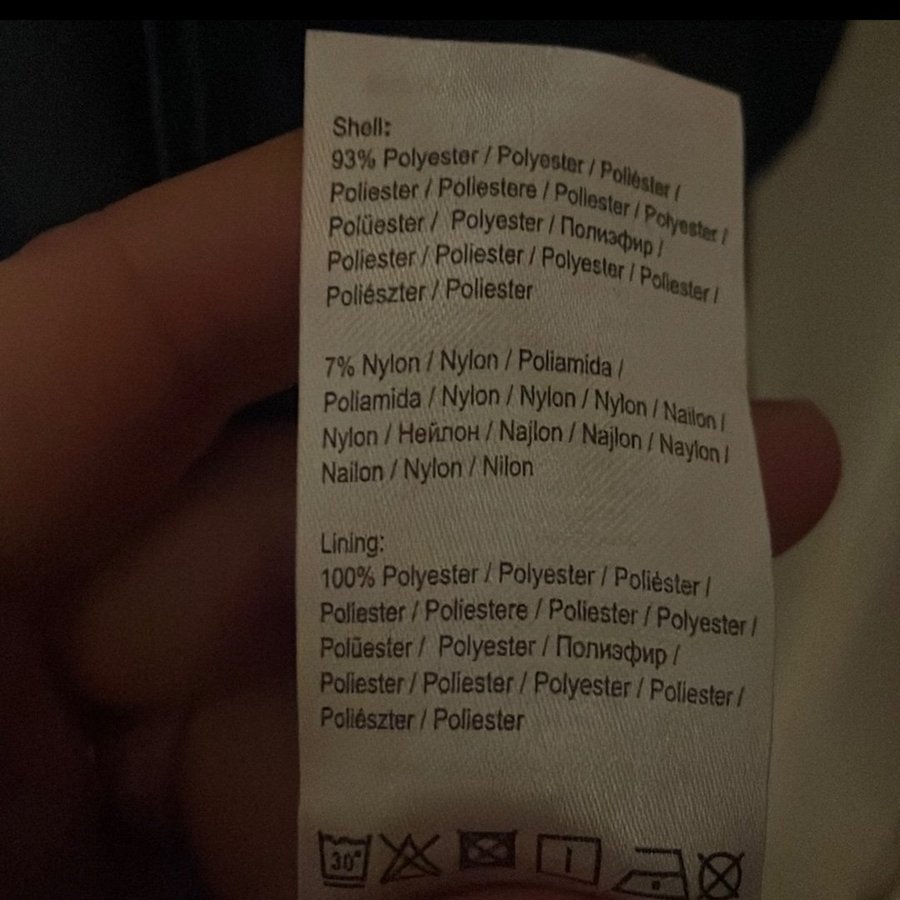 Shell:
93% Polyester / Polyester / Poliéster /
Poliester / Poliestere / Poliester / Polyester /
Polüester / Polyester / Полиэфир /
Poliester / Poliester / Polyester / Poliester /
Poliészter / Poliester
7% Nylon / Nylon / Poliamida /
Poliamida / Nylon / Nylon / Nylon / Nailon /
Nylon / Нейлон / Najlon / Najlon / Naylon /
Nailon / Nylon / Nilon
Lining:
100% Polyester / Polyester / Poliéster /
Poliester / Poliestere / Poliester / Polyester /
Polüester / Polyester / Полиэфир /
Poliester / Poliester / Polyester / Poliester /
Poliészter / Poliester
30°